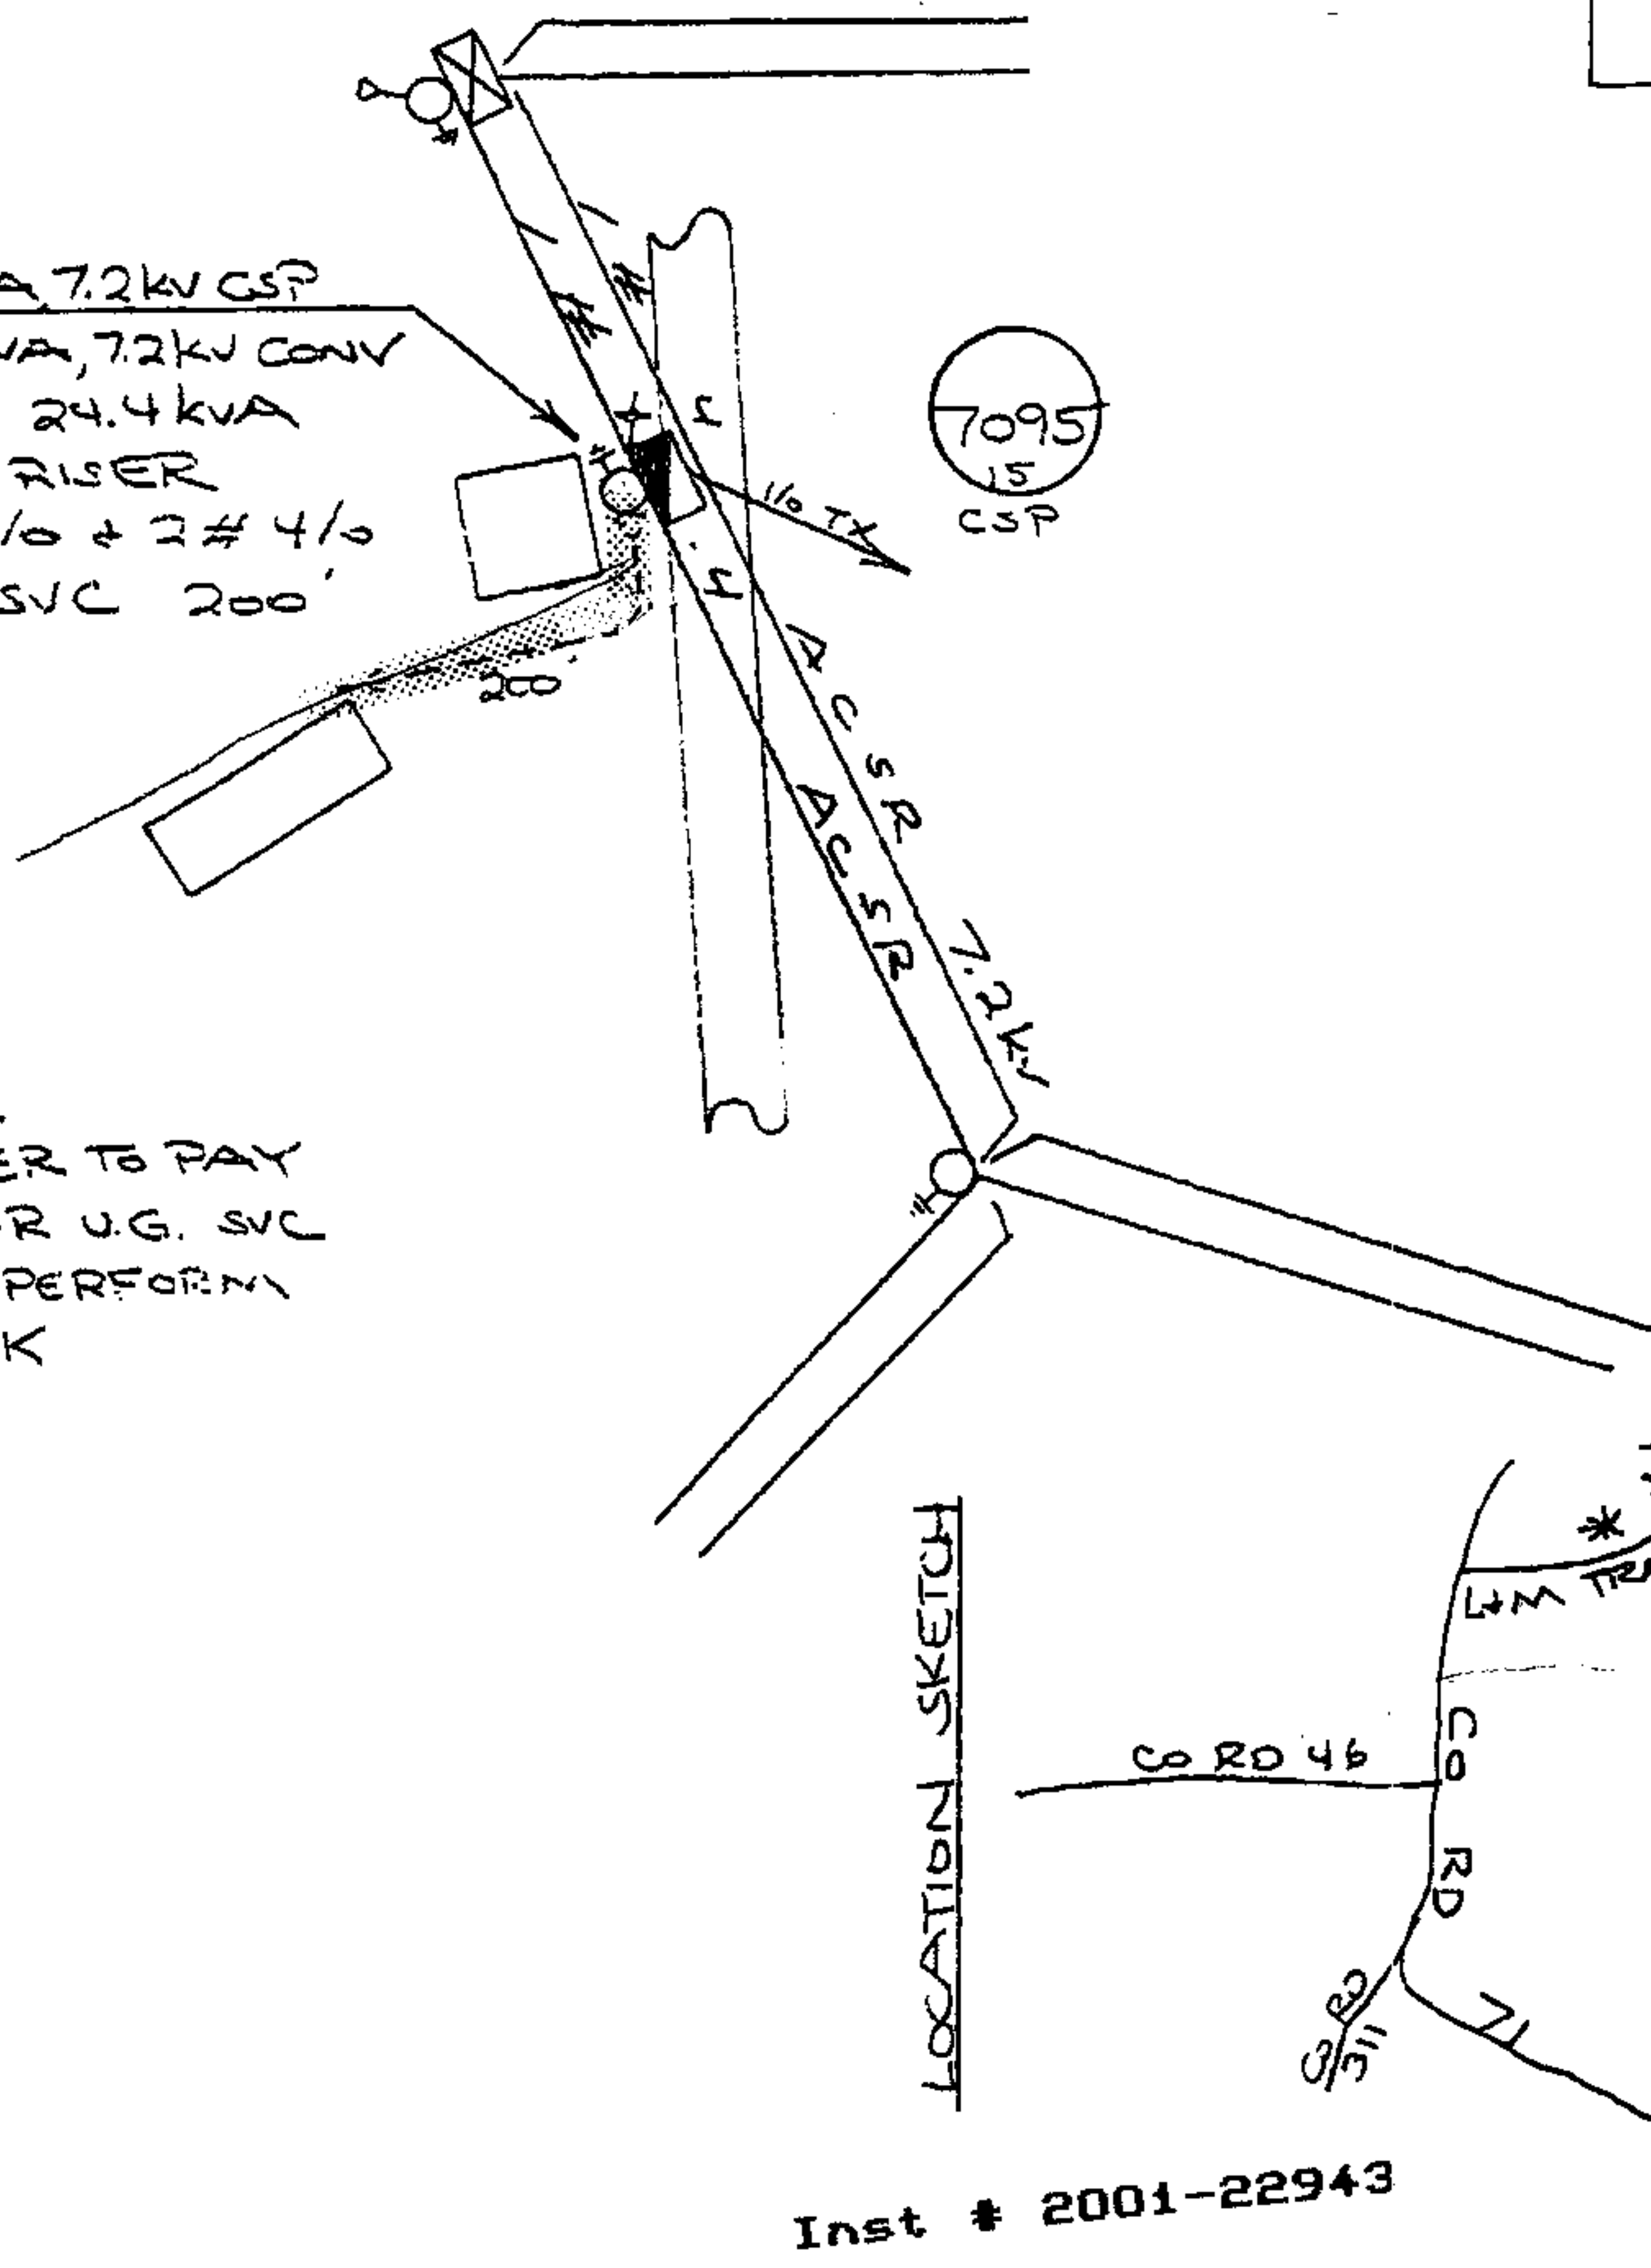 7.2kV CSP
VA, 7.2kV CONV
24.4kVA
RISER
/0 + 2 # 4/0
SVC 200'
7095
15
CSP
1/0 TX
200'
ACSR
ACSR
7.2kV
ER TO PAY
R U.G. SVC
PERFORM
K
LOCATION SKETCH
L&M
CO RD 46
CO RD
71
CO RD
311
Inst # 2001-22943